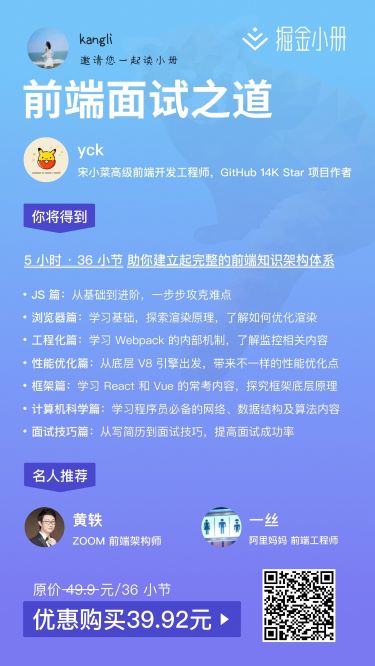 kangli
邀请您一起读小册
掘金小册
前端面试之道
yck
宋小菜高级前端开发工程师，GitHub 14K Star 项目作者
你将得到
5 小时 · 36 小节 助你建立起完整的前端知识架构体系
• JS 篇：从基础到进阶，一步步攻克难点
• 浏览器篇：学习基础，探索渲染原理，了解如何优化渲染
• 工程化篇：学习 Webpack 的内部机制，了解监控相关内容
• 性能优化篇：从底层 V8 引擎出发，带来不一样的性能优化点
• 框架篇：学习 React 和 Vue 的常考内容，探究框架底层原理
• 计算机科学篇：学习程序员必备的网络、数据结构及算法内容
• 面试技巧篇：从写简历到面试技巧，提高面试成功率
名人推荐
黄轶
ZOOM 前端架构师
一丝
阿里妈妈 前端工程师
原价 49.9 元/36 小节
优惠购买39.92元